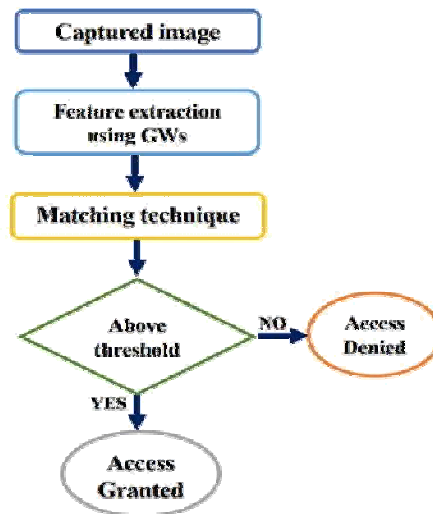 Captured image
Feature extraction
using GWs
Matching technique
Above
threshold
NO
Access
Denied
YES
Access
Granted